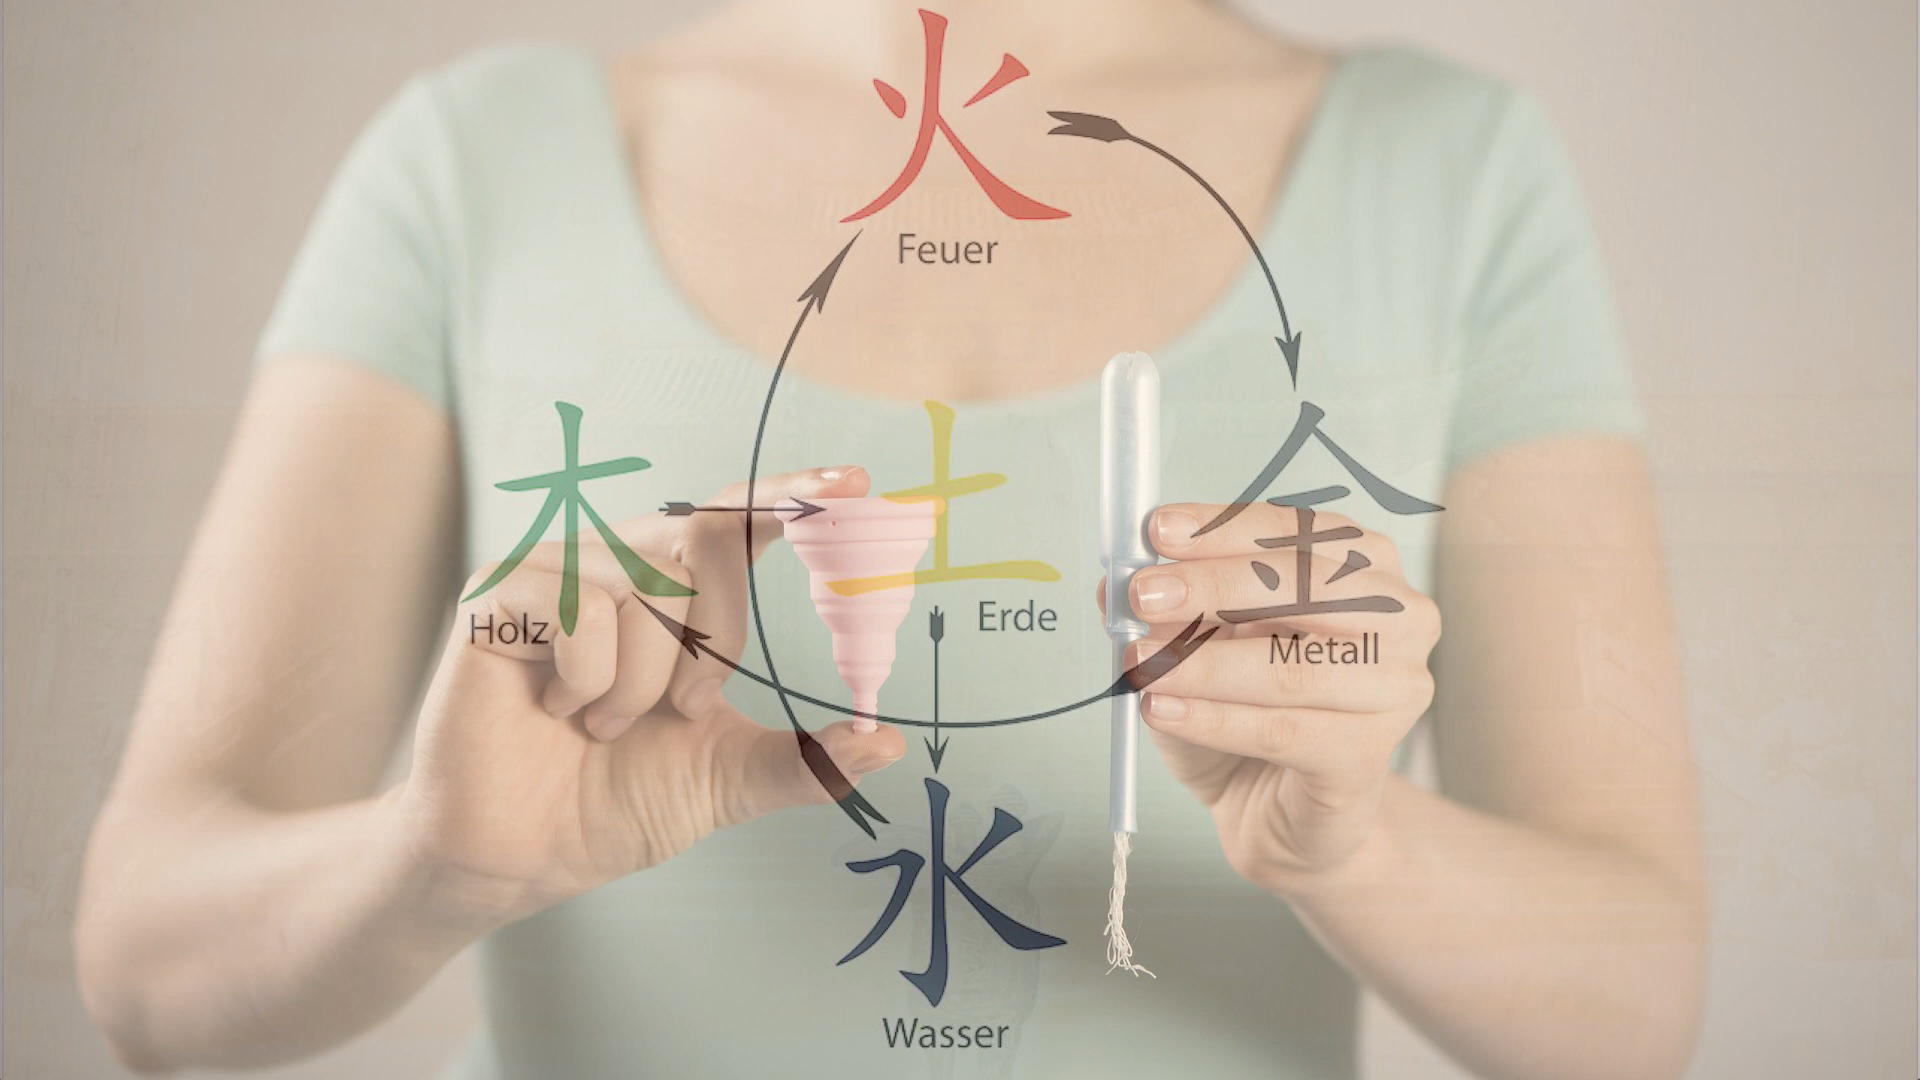 火
Feuer
木
Holz
土
Erde
金
Metall
水
Wasser